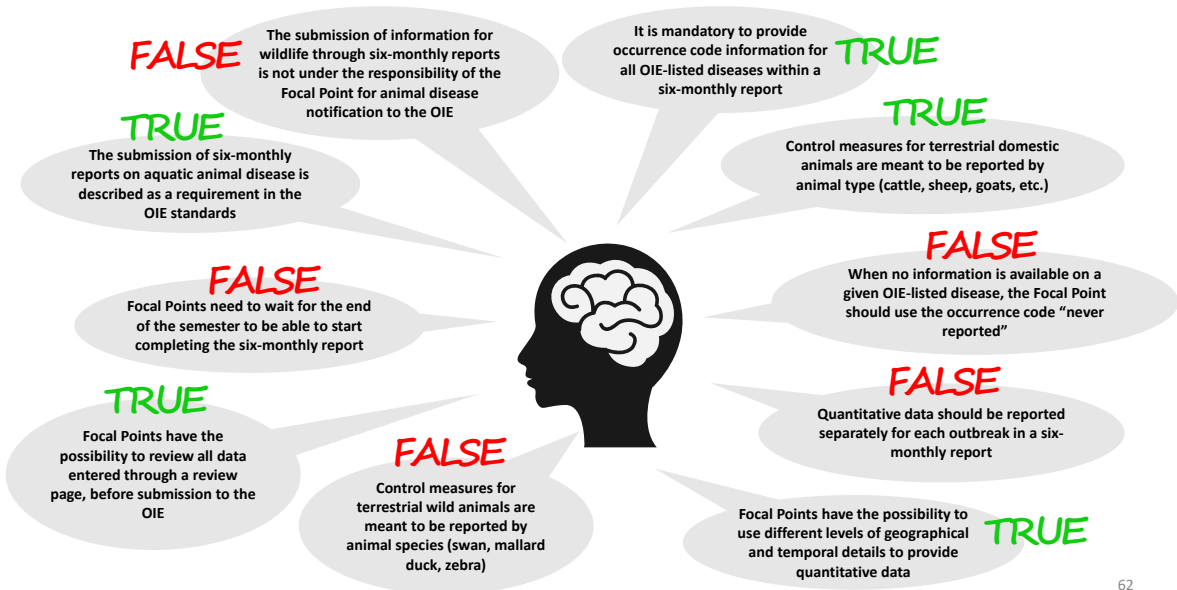 FALSE
The submission of information for
wildlife through six-monthly reports
is not under the responsibility of the
Focal Point for animal disease
notification to the OIE
It is mandatory to provide
occurrence code information for
all OIE-listed diseases within a
six-monthly report
TRUE
TRUE
The submission of six-monthly
reports on aquatic animal disease is
described as a requirement in the
OIE standards
TRUE
Control measures for terrestrial domestic
animals are meant to be reported by
animal type (cattle, sheep, goats, etc.)
FALSE
Focal Points need to wait for the end
of the semester to be able to start
completing the six-monthly report
FALSE
When no information is available on a
given OIE-listed disease, the Focal Point
should use the occurrence code “never
reported”
TRUE
Focal Points have the
possibility to review all data
entered through a review
page, before submission to the
OIE
FALSE
Quantitative data should be reported
separately for each outbreak in a six-
monthly report
FALSE
Control measures for
terrestrial wild animals are
meant to be reported by
animal species (swan, mallard
duck, zebra)
Focal Points have the possibility to
use different levels of geographical
and temporal details to provide
quantitative data
TRUE
62